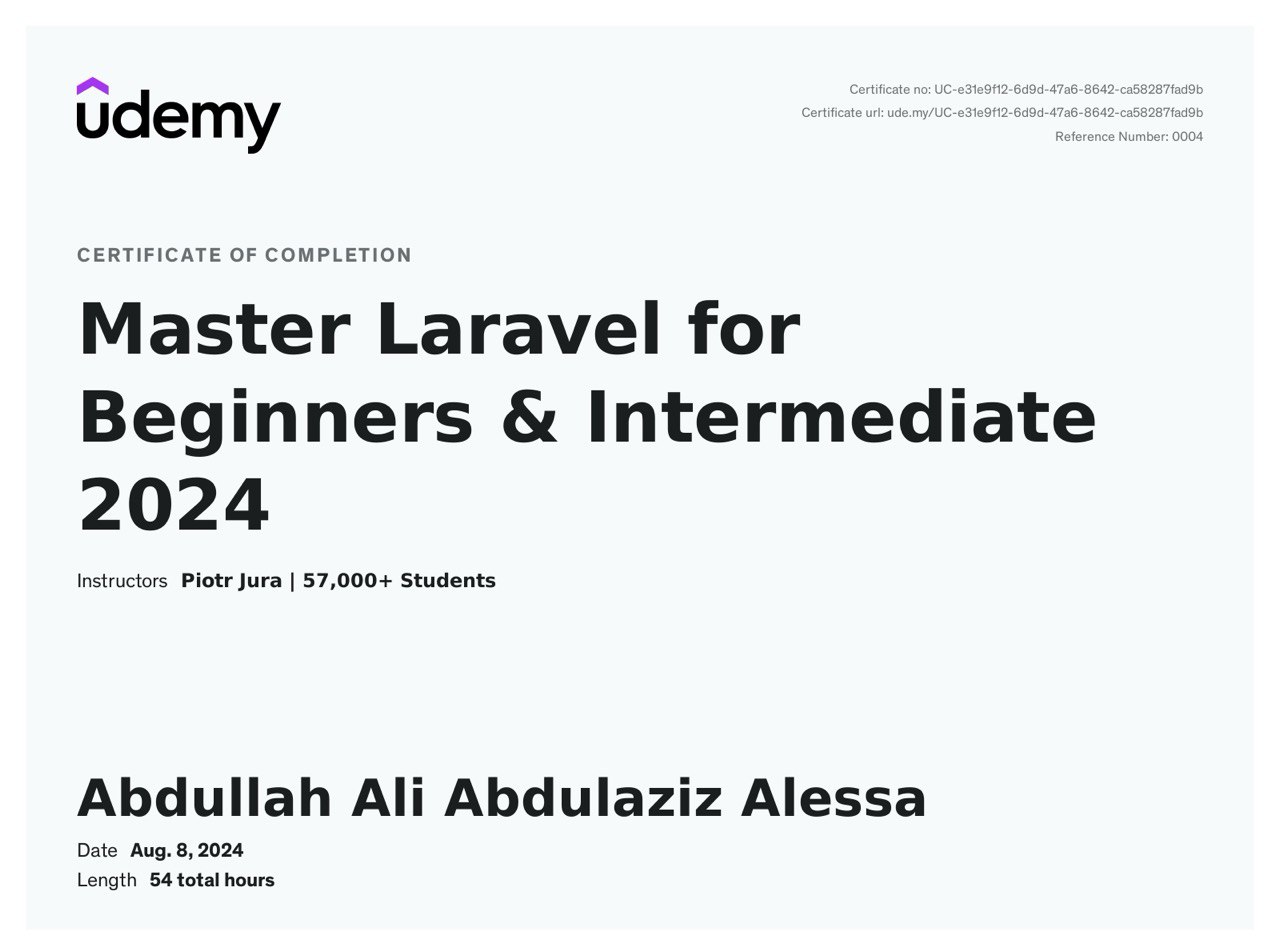 udemy
Certificate no: UC-e31e9f12-6d9d-47a6-8642-ca58287fad9b
Certificate url: ude.my/UC-e31e9f12-6d9d-47a6-8642-ca58287fad9b
Reference Number: 0004
CERTIFICATE OF COMPLETION
Master Laravel for
Beginners & Intermediate
2024
Instructors Piotr Jura | 57,000+ Students
Abdullah Ali Abdulaziz Alessa
Date Aug. 8, 2024
Length 54 total hours